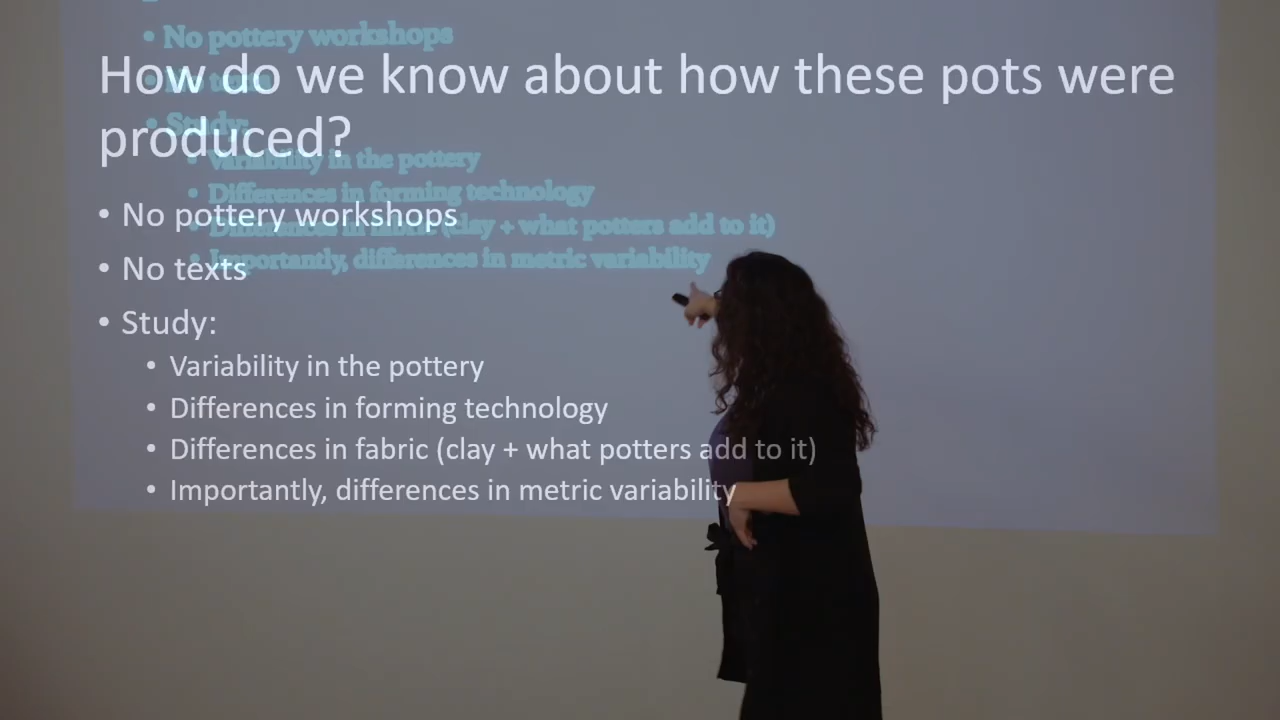 How do we know about how these pots were
produced?
• No pottery workshops
• No texts
• Study:
• Variability in the pottery
• Differences in forming technology
• Differences in fabric (clay + what potters add to it)
• Importantly, differences in metric variability
• No pottery workshops
• No texts
• Study:
• Variability in the pottery
• Differences in forming technology
• Differences in fabric (clay + what potters add to it)
• Importantly, differences in metric variability